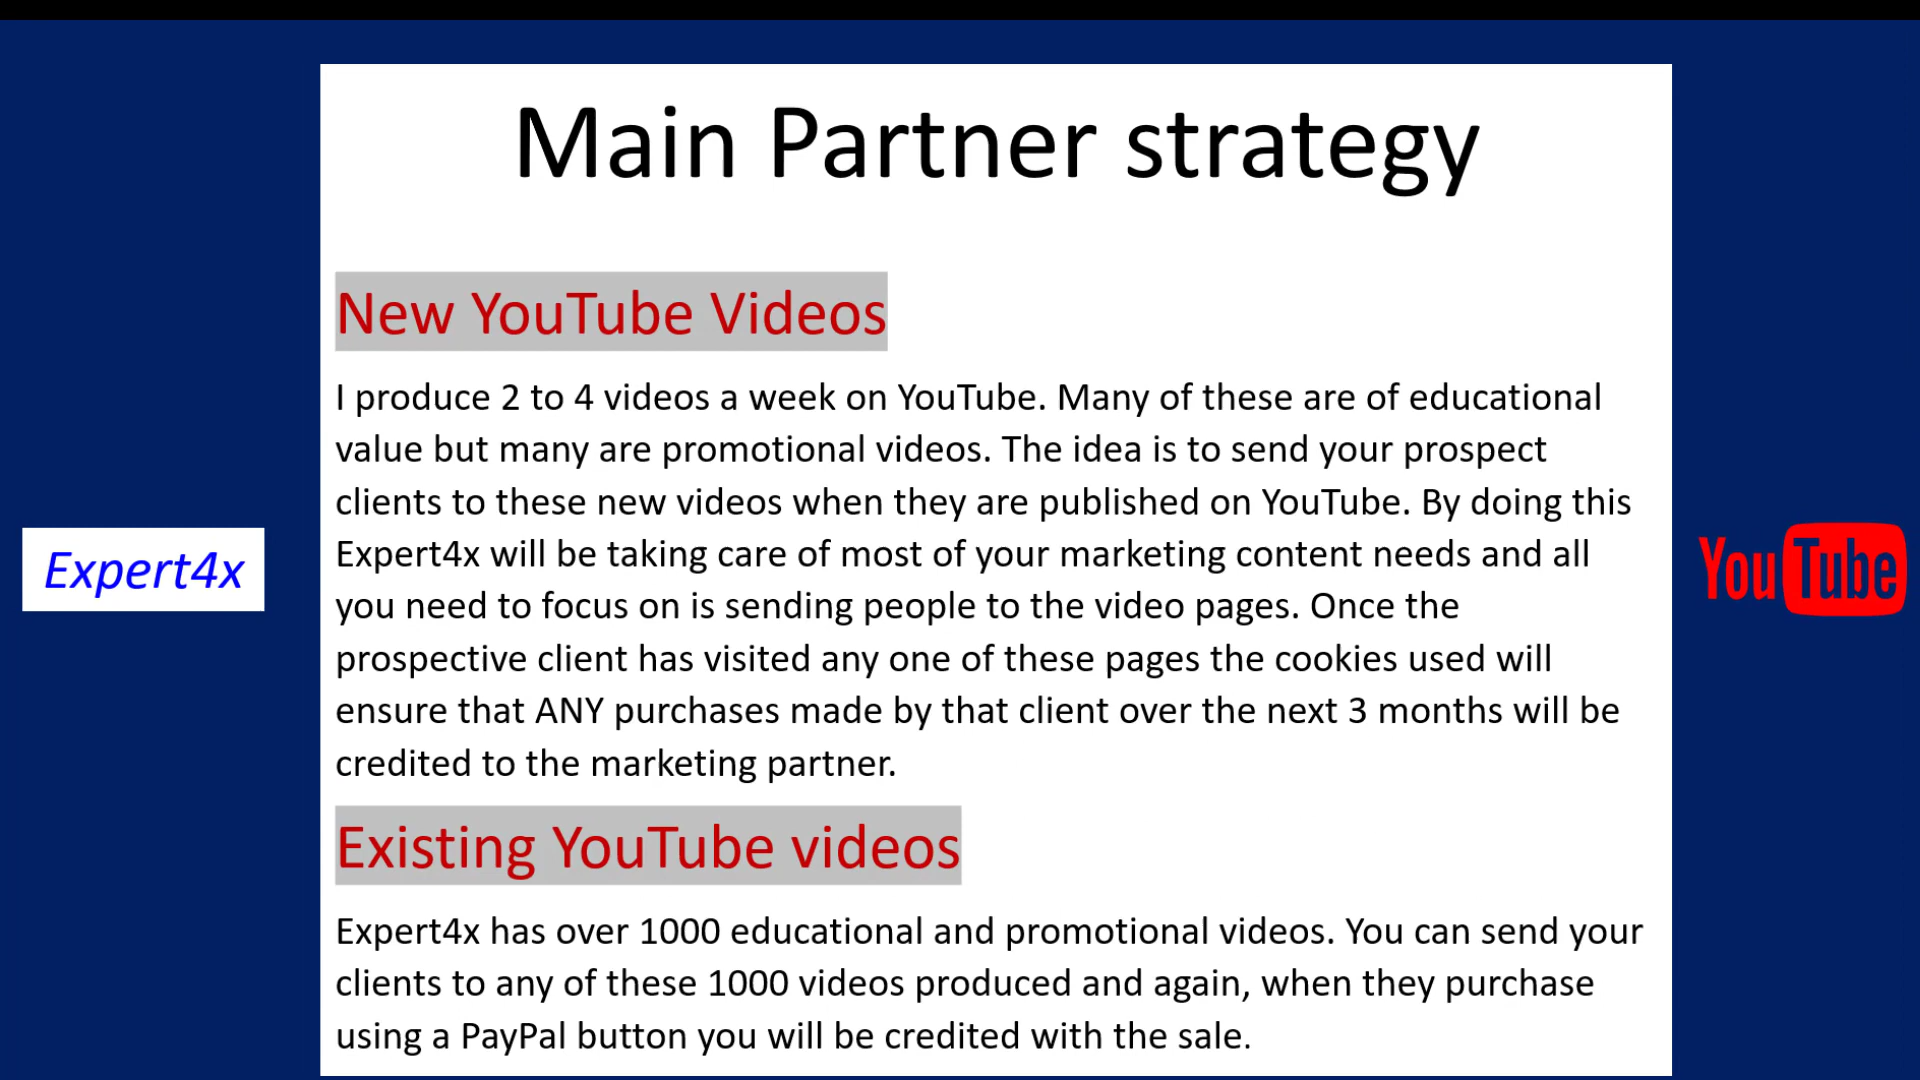 Main Partner strategy
New YouTube Videos
I produce 2 to 4 videos a week on YouTube. Many of these are of educational
value but many are promotional videos. The idea is to send your prospect
clients to these new videos when they are published on YouTube. By doing this
Expert4x will be taking care of most of your marketing content needs and all
you need to focus on is sending people to the video pages. Once the
prospective client has visited any one of these pages the cookies used will
ensure that ANY purchases made by that client over the next 3 months will be
credited to the marketing partner.
Existing YouTube videos
Expert4x has over 1000 educational and promotional videos. You can send your
clients to any of these 1000 videos produced and again, when they purchase
using a PayPal button you will be credited with the sale.
Expert4x
YouTube